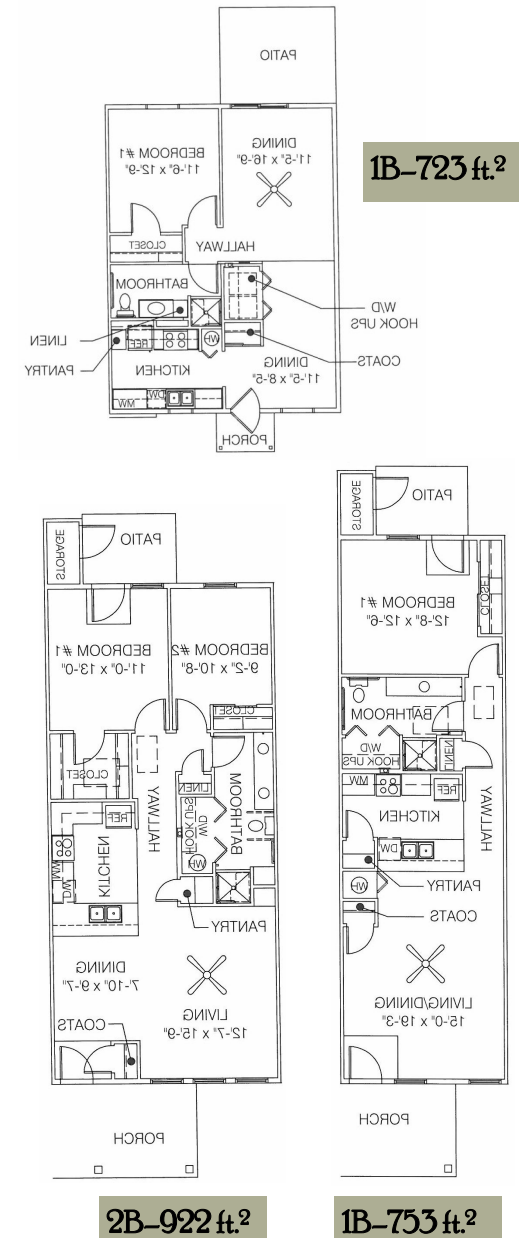 PATIO
DINING
11'-5" x 16'-9"
BEDROOM #1
11'-6" x 12'-9"
1B–723 ft.²
CLOSET
HALLWAY
BATHROOM
W/D
HOOK UPS
LINEN
PANTRY
REF
WH
COATS
KITCHEN
DINING
11'-5" x 8'-5"
MW
DW
PORCH
STORAGE
PATIO
BEDROOM #1
12'-8" x 12'-6"
CLOSET
BATHROOM
W/D
HOOK UPS
LINEN
MW
REF
KITCHEN
HALLWAY
DW
PANTRY
WH
COATS
LIVING/DINING
15'-0" x 19'-3"
PORCH
1B–753 ft.²
STORAGE
PATIO
BEDROOM #1
11'-0" x 13'-0"
BEDROOM #2
9'-2" x 10'-8"
CLOSET
CLOSET
HALLWAY
LINEN
BATHROOM
HOOK UPS
W/D
REF
KITCHEN
MW
DW
WH
PANTRY
DINING
7'-10" x 9'-7"
LIVING
12'-7" x 15'-9"
COATS
PORCH
2B–922 ft.²